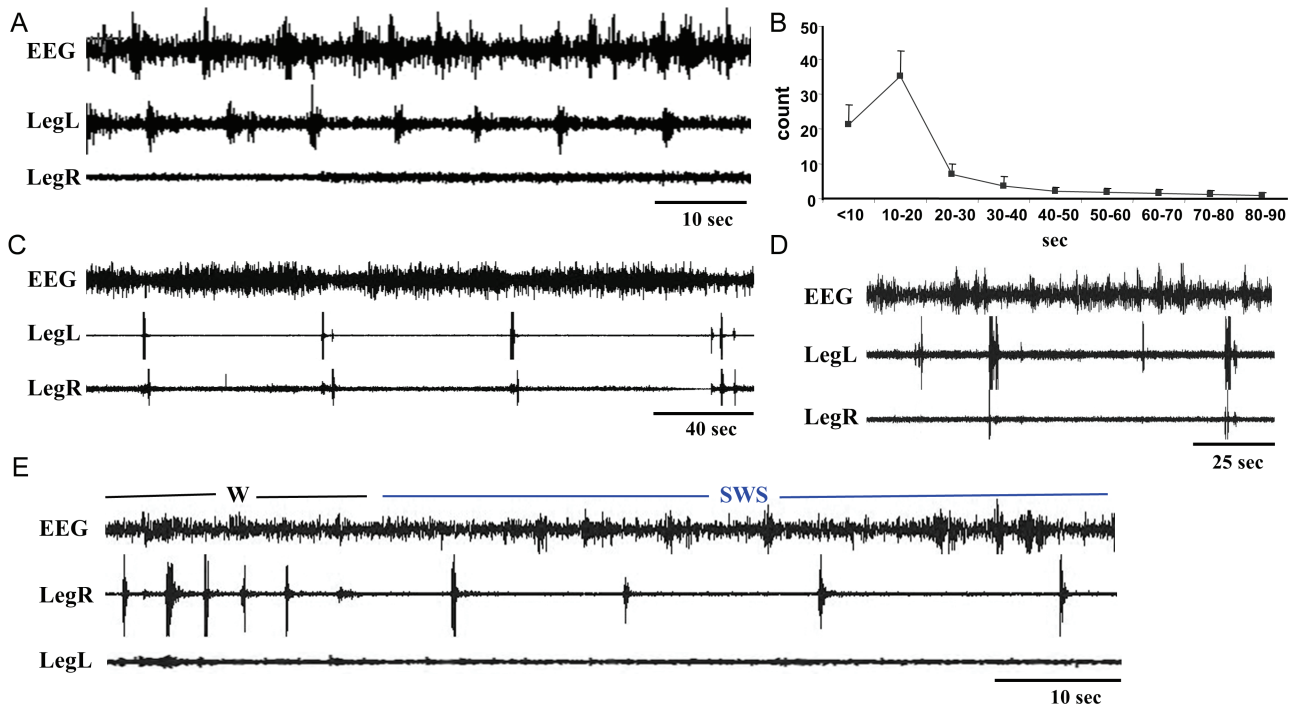 A
EEG
LegL
LegR
10 sec
B
50
40
30
20
10
0
count
<10 10-20 20-30 30-40 40-50 50-60 60-70 70-80 80-90
sec
C
EEG
LegL
LegR
40 sec
D
EEG
LegL
LegR
25 sec
E
W SWS
EEG
LegR
LegL
10 sec